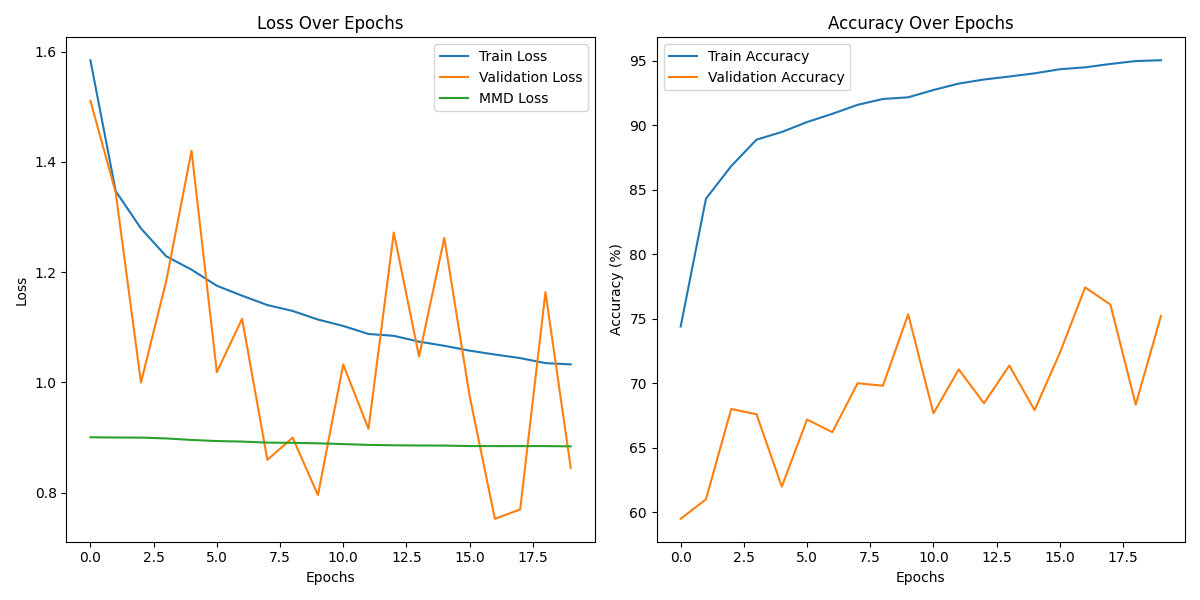 Loss Over Epochs
Train Loss
Validation Loss
MMD Loss
1.6
1.4
1.2
1.0
0.8
Loss
0.0 2.5 5.0 7.5 10.0 12.5 15.0 17.5
Epochs
Accuracy Over Epochs
Train Accuracy
Validation Accuracy
95
90
85
80
75
70
65
60
Accuracy (%)
0.0 2.5 5.0 7.5 10.0 12.5 15.0 17.5
Epochs